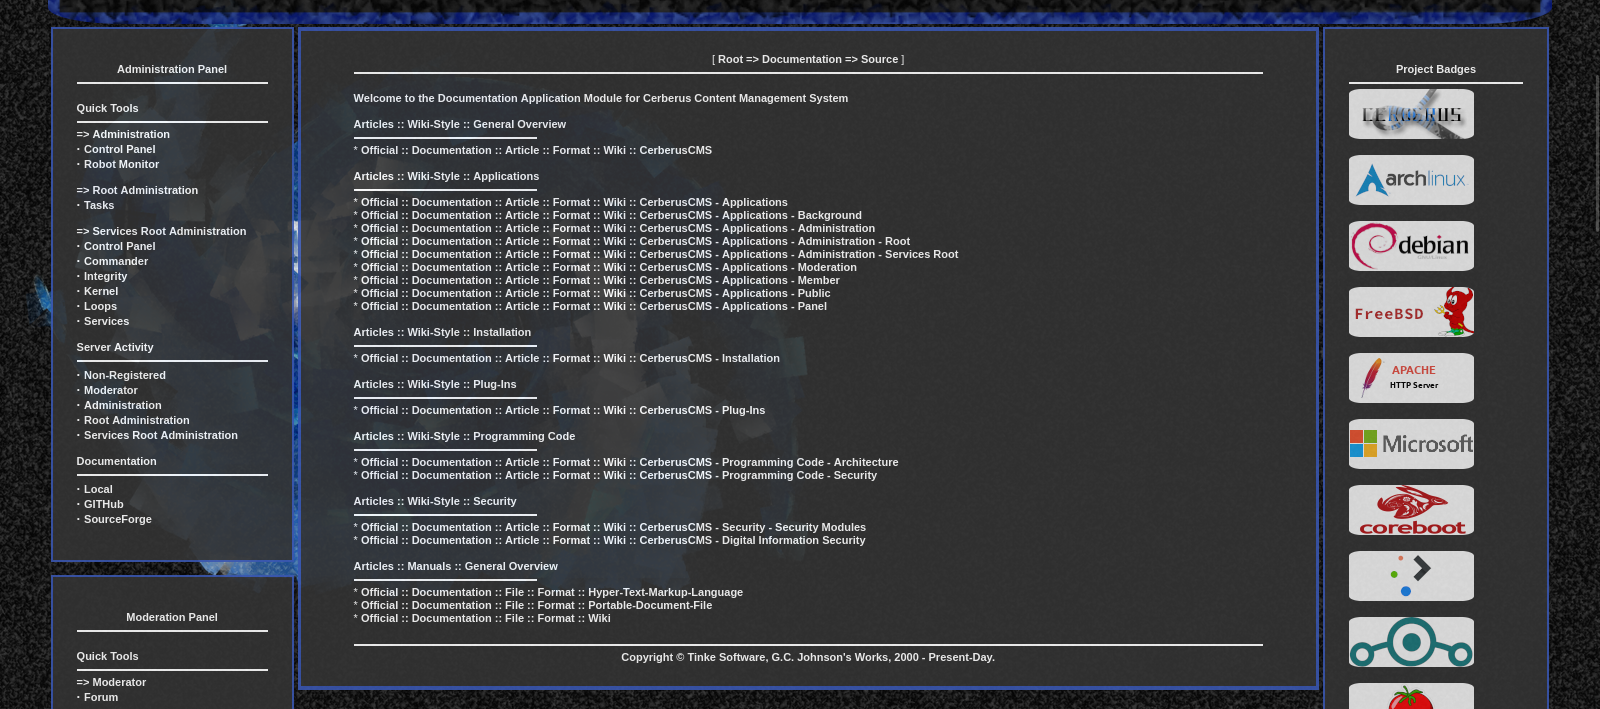 Administration Panel
Quick Tools
=> Administration
· Control Panel
· Robot Monitor
=> Root Administration
· Tasks
=> Services Root Administration
· Control Panel
· Commander
· Integrity
· Kernel
· Loops
· Services
Server Activity
· Non-Registered
· Moderator
· Administration
· Root Administration
· Services Root Administration
Documentation
· Local
· GITHub
· SourceForge
Moderation Panel
Quick Tools
=> Moderator
· Forum
[ Root => Documentation => Source ]
Welcome to the Documentation Application Module for Cerberus Content Management System
Articles :: Wiki-Style :: General Overview
* Official :: Documentation :: Article :: Format :: Wiki :: CerberusCMS
Articles :: Wiki-Style :: Applications
* Official :: Documentation :: Article :: Format :: Wiki :: CerberusCMS - Applications
* Official :: Documentation :: Article :: Format :: Wiki :: CerberusCMS - Applications - Background
* Official :: Documentation :: Article :: Format :: Wiki :: CerberusCMS - Applications - Administration
* Official :: Documentation :: Article :: Format :: Wiki :: CerberusCMS - Applications - Administration - Root
* Official :: Documentation :: Article :: Format :: Wiki :: CerberusCMS - Applications - Administration - Services Root
* Official :: Documentation :: Article :: Format :: Wiki :: CerberusCMS - Applications - Moderation
* Official :: Documentation :: Article :: Format :: Wiki :: CerberusCMS - Applications - Member
* Official :: Documentation :: Article :: Format :: Wiki :: CerberusCMS - Applications - Public
* Official :: Documentation :: Article :: Format :: Wiki :: CerberusCMS - Applications - Panel
Articles :: Wiki-Style :: Installation
* Official :: Documentation :: Article :: Format :: Wiki :: CerberusCMS - Installation
Articles :: Wiki-Style :: Plug-Ins
* Official :: Documentation :: Article :: Format :: Wiki :: CerberusCMS - Plug-Ins
Articles :: Wiki-Style :: Programming Code
* Official :: Documentation :: Article :: Format :: Wiki :: CerberusCMS - Programming Code - Architecture
* Official :: Documentation :: Article :: Format :: Wiki :: CerberusCMS - Programming Code - Security
Articles :: Wiki-Style :: Security
* Official :: Documentation :: Article :: Format :: Wiki :: CerberusCMS - Security - Security Modules
* Official :: Documentation :: Article :: Format :: Wiki :: CerberusCMS - Digital Information Security
Articles :: Manuals :: General Overview
* Official :: Documentation :: File :: Format :: Hyper-Text-Markup-Language
* Official :: Documentation :: File :: Format :: Portable-Document-File
* Official :: Documentation :: File :: Format :: Wiki
Copyright © Tinke Software, G.C. Johnson's Works, 2000 - Present-Day.
Project Badges
CERBERUS
archlinux
debian
FreeBSD
APACHE
HTTP Server
Microsoft
coreboot